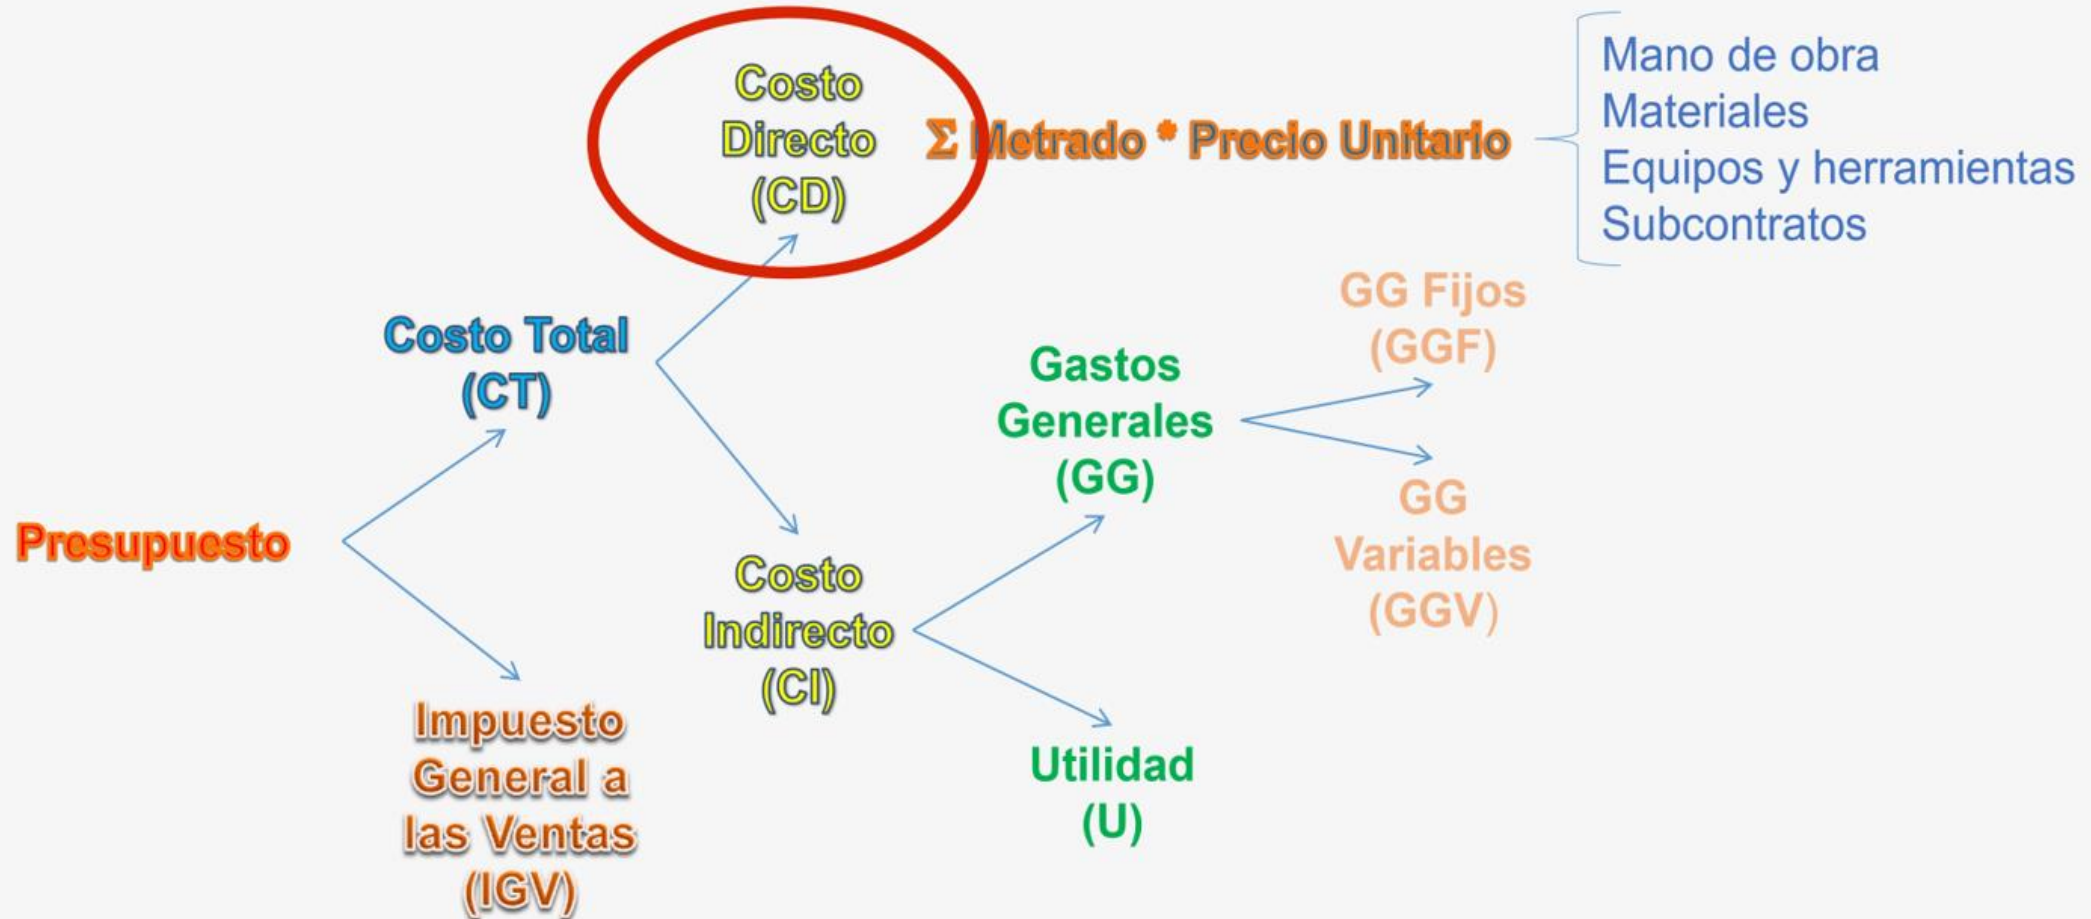 Costo
Directo
(CD)
Σ Metrado * Precio Unitario
Mano de obra
Materiales
Equipos y herramientas
Subcontratos
Costo Total
(CT)
GG Fijos
(GGF)
Gastos
Generales
(GG)
GG
Variables
(GGV)
Presupuesto
Costo
Indirecto
(CI)
Impuesto
General a
las Ventas
(IGV)
Utilidad
(U)